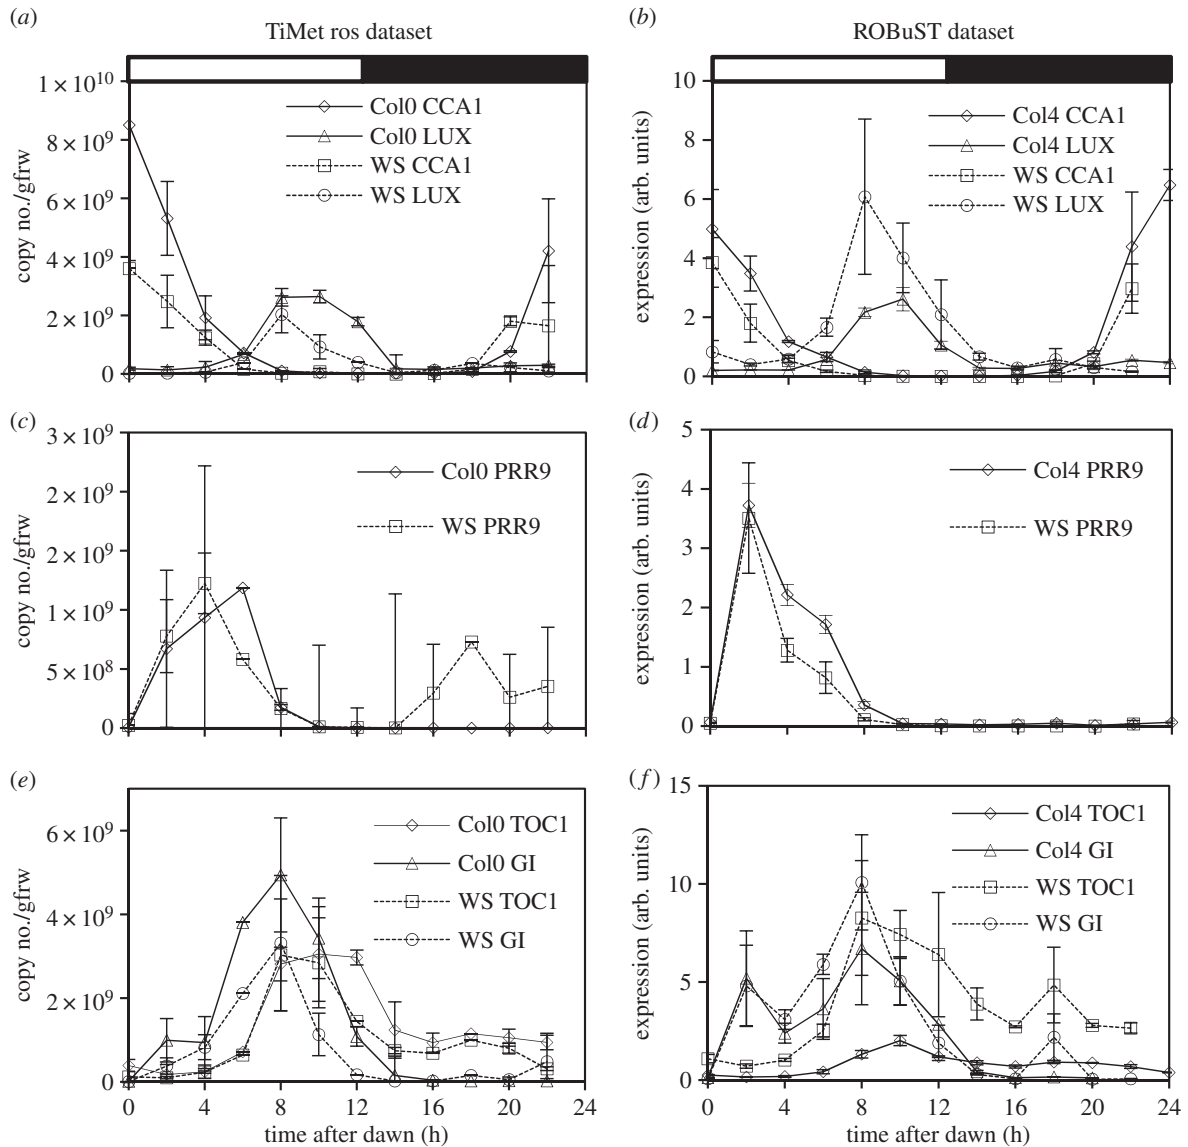 (a)
TiMet ros dataset
(b)
ROBuST dataset
1 × 10^10
8 × 10^9
6 × 10^9
4 × 10^9
2 × 10^9
0
copy no./gfrw
Col0 CCA1
Col0 LUX
WS CCA1
WS LUX
10
8
6
4
2
0
expression (arb. units)
Col4 CCA1
Col4 LUX
WS CCA1
WS LUX
(c)
3 × 10^9
2 × 10^9
2 × 10^9
1 × 10^9
1 × 10^9
5 × 10^8
0
copy no./gfrw
Col0 PRR9
WS PRR9
(d)
5
4
3
2
1
0
expression (arb. units)
Col4 PRR9
WS PRR9
(e)
6 × 10^9
4 × 10^9
2 × 10^9
0
copy no./gfrw
Col0 TOC1
Col0 GI
WS TOC1
WS GI
0 4 8 12 16 20 24
time after dawn (h)
(f)
15
10
5
0
expression (arb. units)
Col4 TOC1
Col4 GI
WS TOC1
WS GI
0 4 8 12 16 20 24
time after dawn (h)